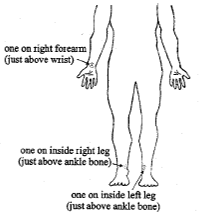 one on right forearm
(just above wrist)
one on inside right leg
(just above ankle bone)
one on inside left leg
(just above ankle bone)